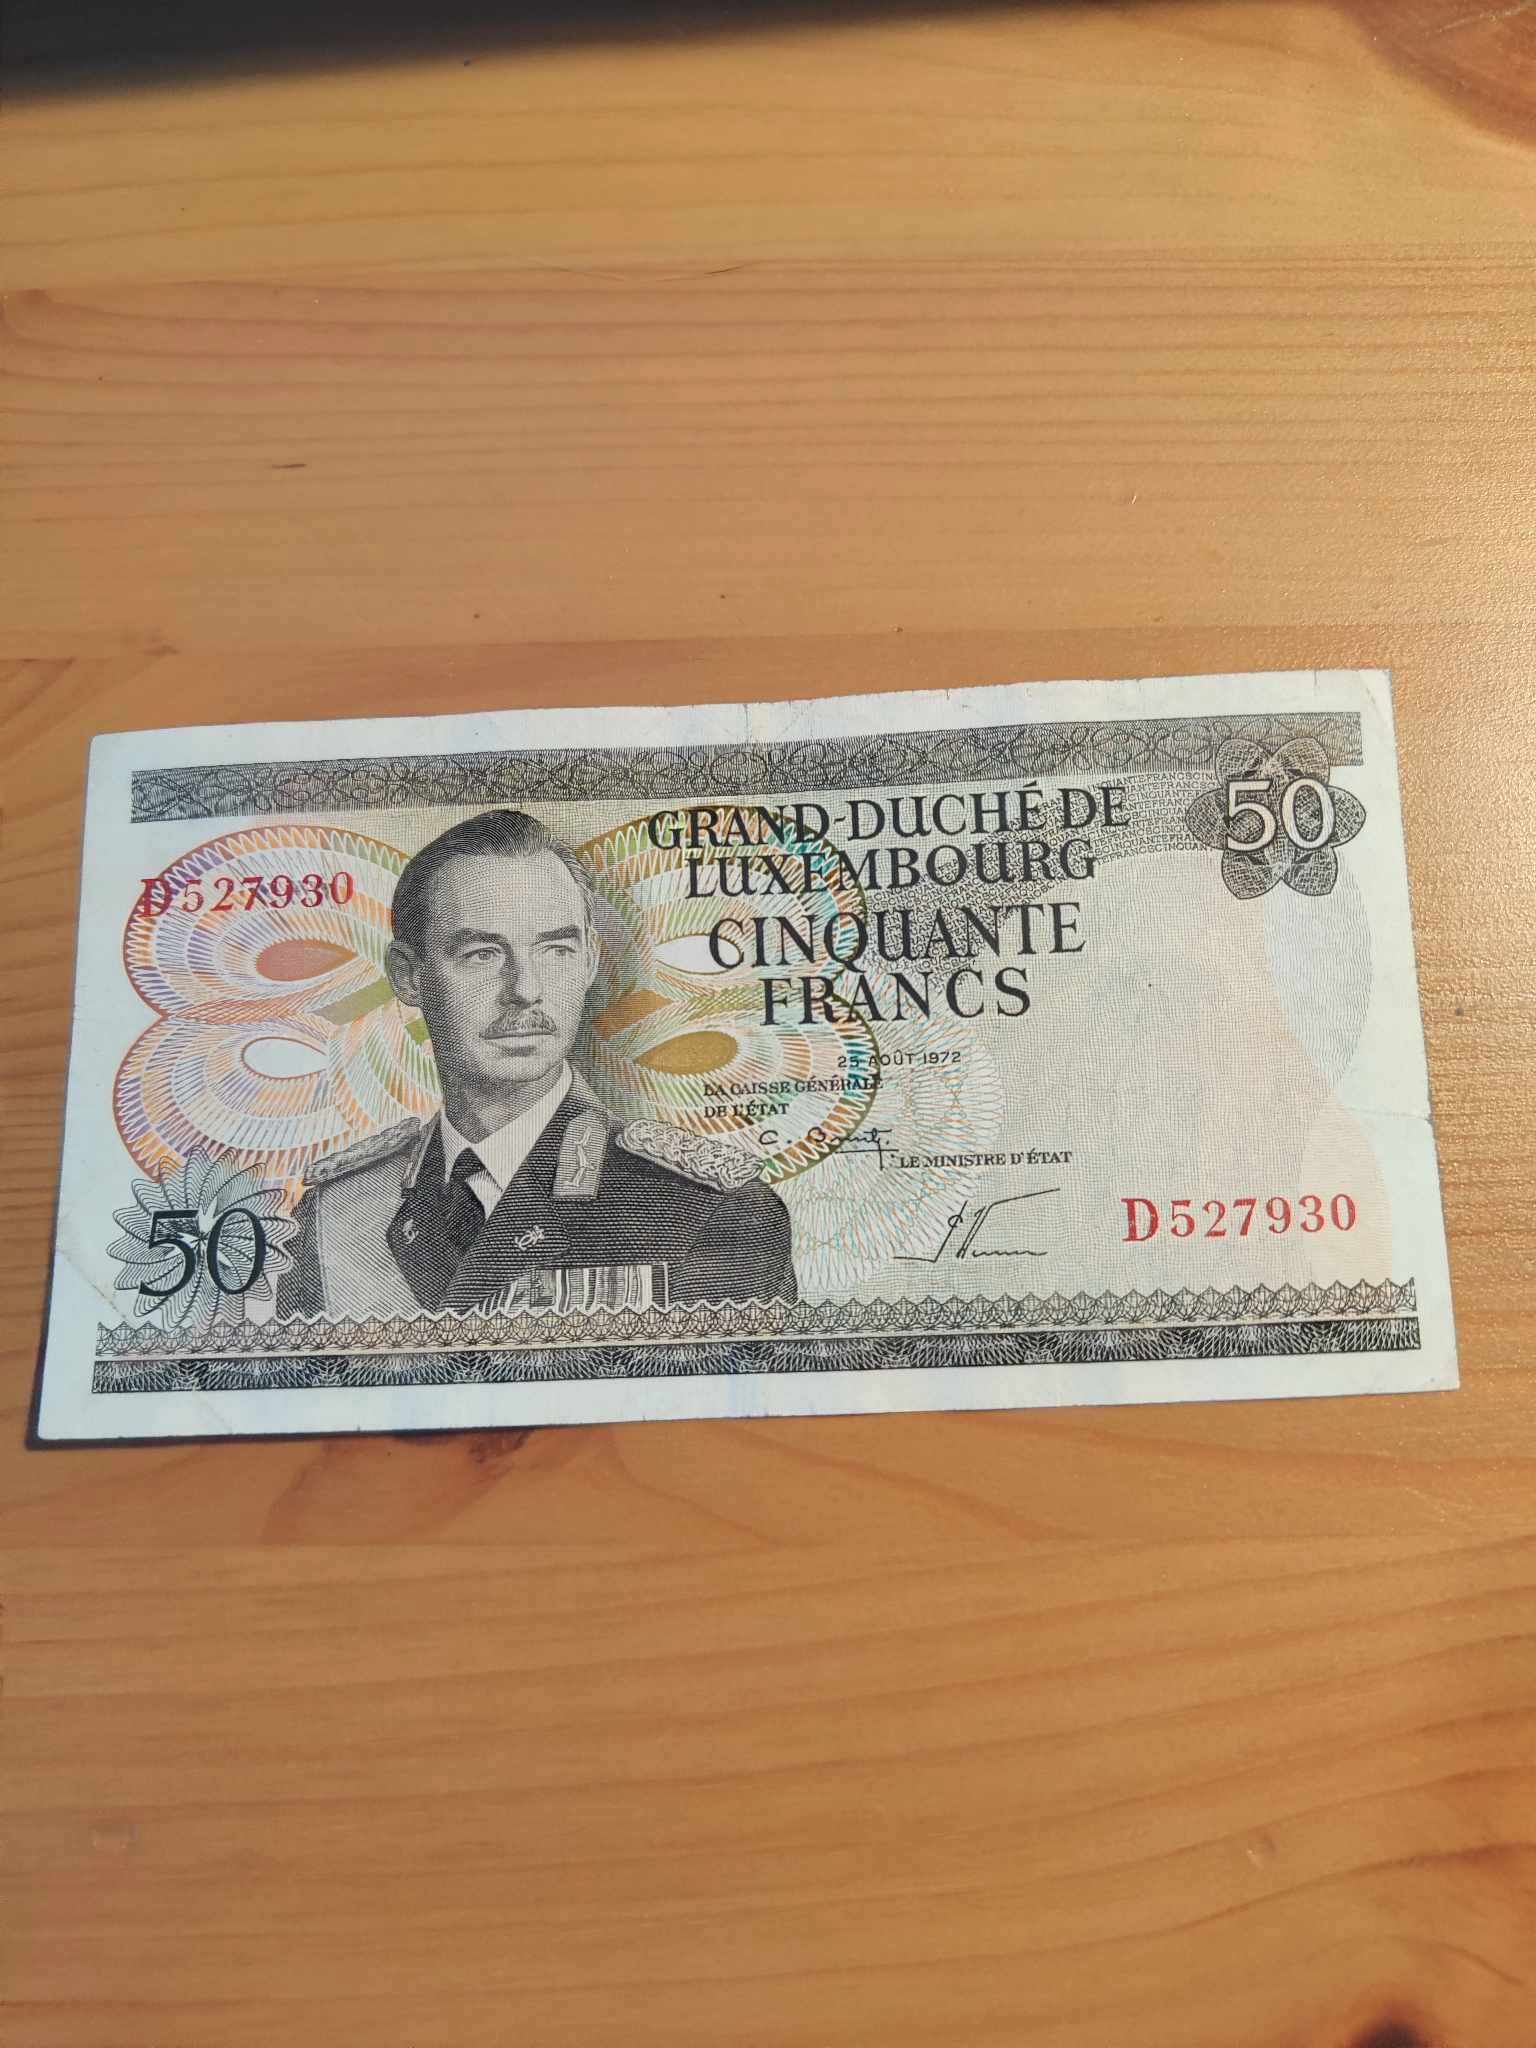 50
GRAND-DUCHÉ DE
LUXEMBOURG
D527930
CINQUANTE
FRANCS
25 AOÛT 1972
LA CAISSE GÉNÉRALE
DE L'ÉTAT
LE MINISTRE D'ÉTAT
D527930
50